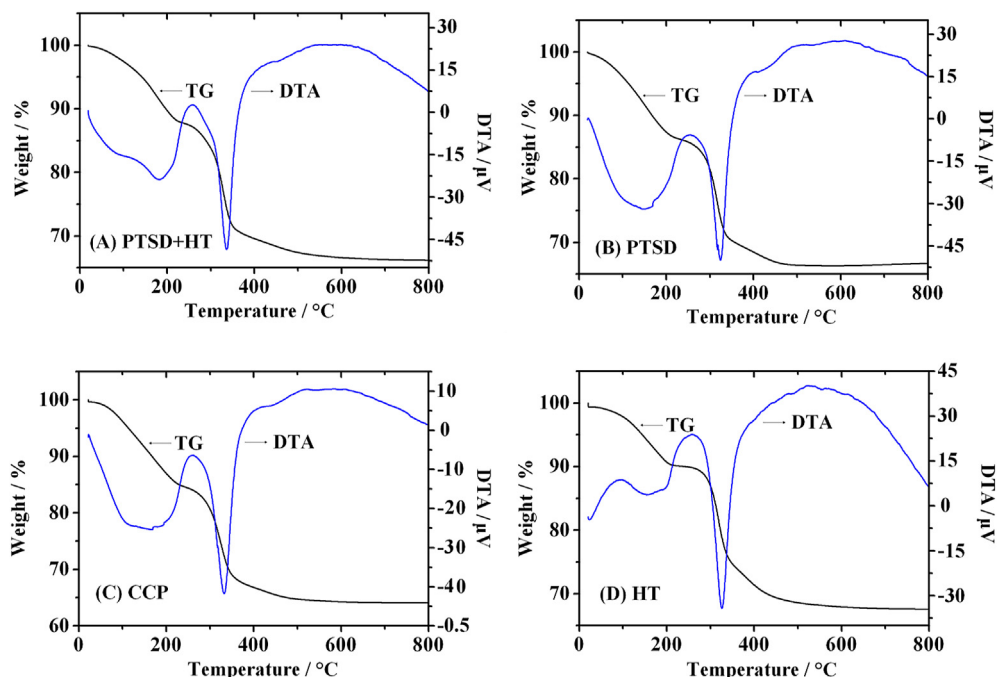 100
90
80
70
Weight / %
TG
DTA
(A) PTSD+HT
30
15
0
-15
-30
-45
DTA / μV
0 200 400 600 800
Temperature / °C
100
90
80
70
Weight / %
TG
DTA
(B) PTSD
30
15
0
-15
-30
-45
DTA / μV
0 200 400 600 800
Temperature / °C
100
90
80
70
60
Weight / %
TG
DTA
(C) CCP
10
0
-10
-20
-30
-40
-0.5
DTA / μV
0 200 400 600 800
Temperature / °C
100
90
80
70
Weight / %
TG
DTA
(D) HT
45
30
15
0
-15
-30
DTA / μV
0 200 400 600 800
Temperature / °C